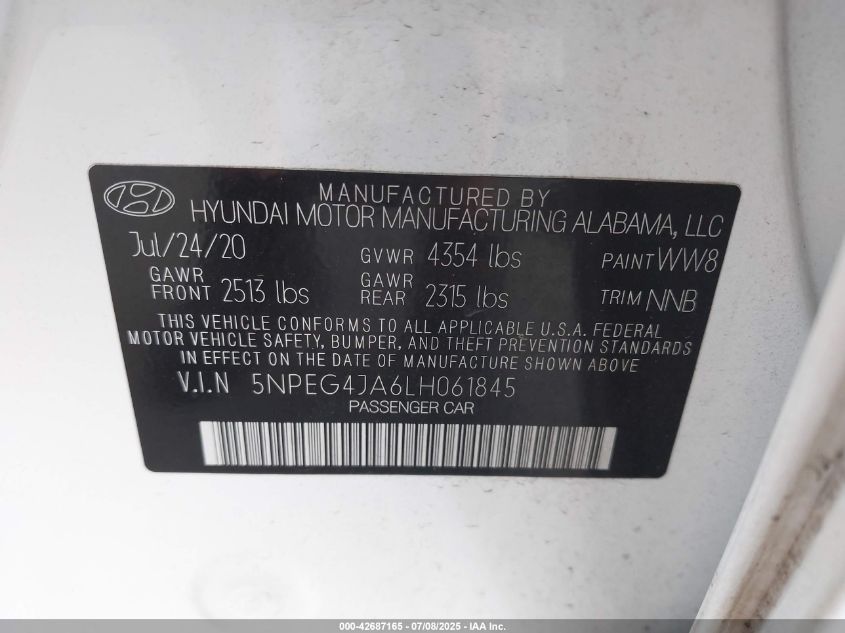 MANUFACTURED BY
HYUNDAI MOTOR MANUFACTURING ALABAMA, LLC
Jul/24/20 GVWR 4354 lbs PAINT WW8
GAWR FRONT 2513 lbs GAWR REAR 2315 lbs TRIM NNB
THIS VEHICLE CONFORMS TO ALL APPLICABLE U.S.A. FEDERAL
MOTOR VEHICLE SAFETY, BUMPER, AND THEFT PREVENTION STANDARDS
IN EFFECT ON THE DATE OF MANUFACTURE SHOWN ABOVE
V.I.N 5NPEG4JA6LH061845
PASSENGER CAR
000-42687165 - 07/08/2025 - IAA Inc.